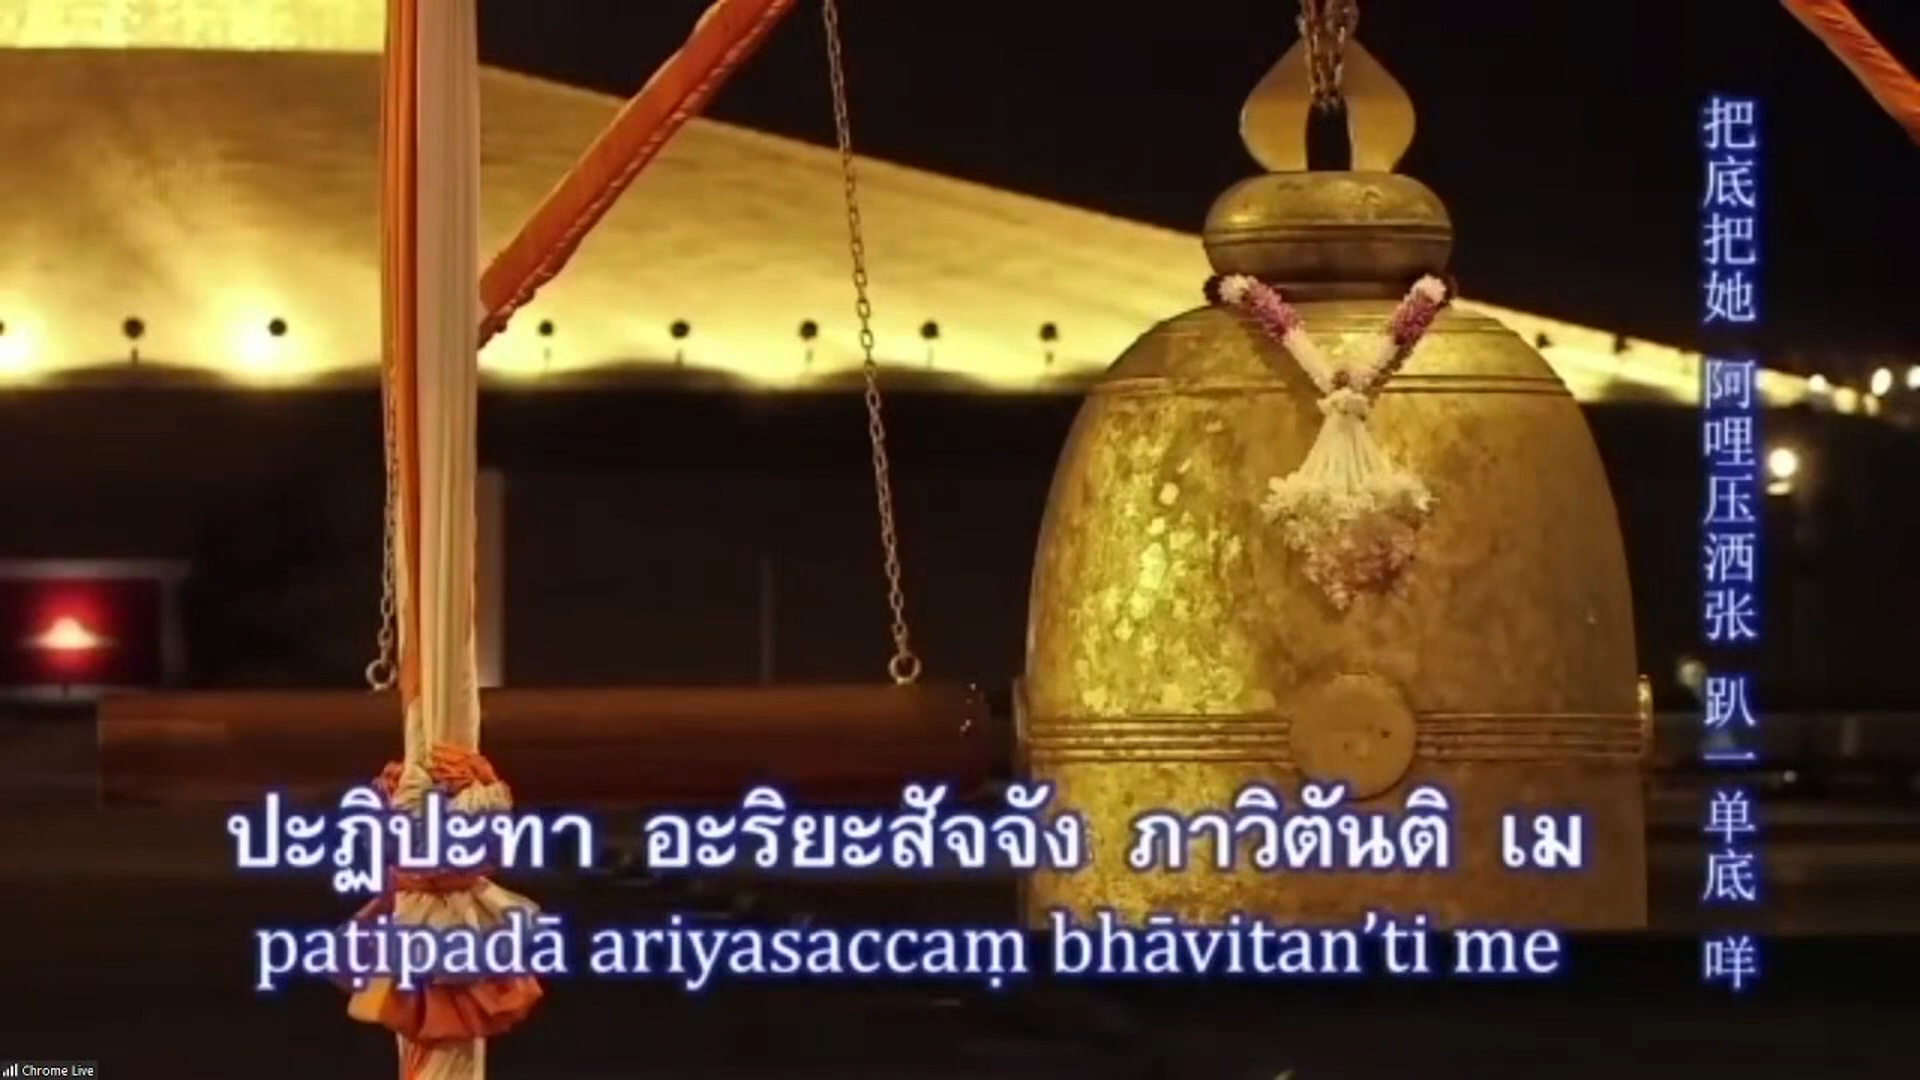 ปะฏิปะทา อะริยะสัจจัง ภาวิตันติ เม
paṭipadā ariyasaccaṃ bhāvitan’ti me
把底把她 阿哩压洒张 趴一单底 咩
Chrome Live